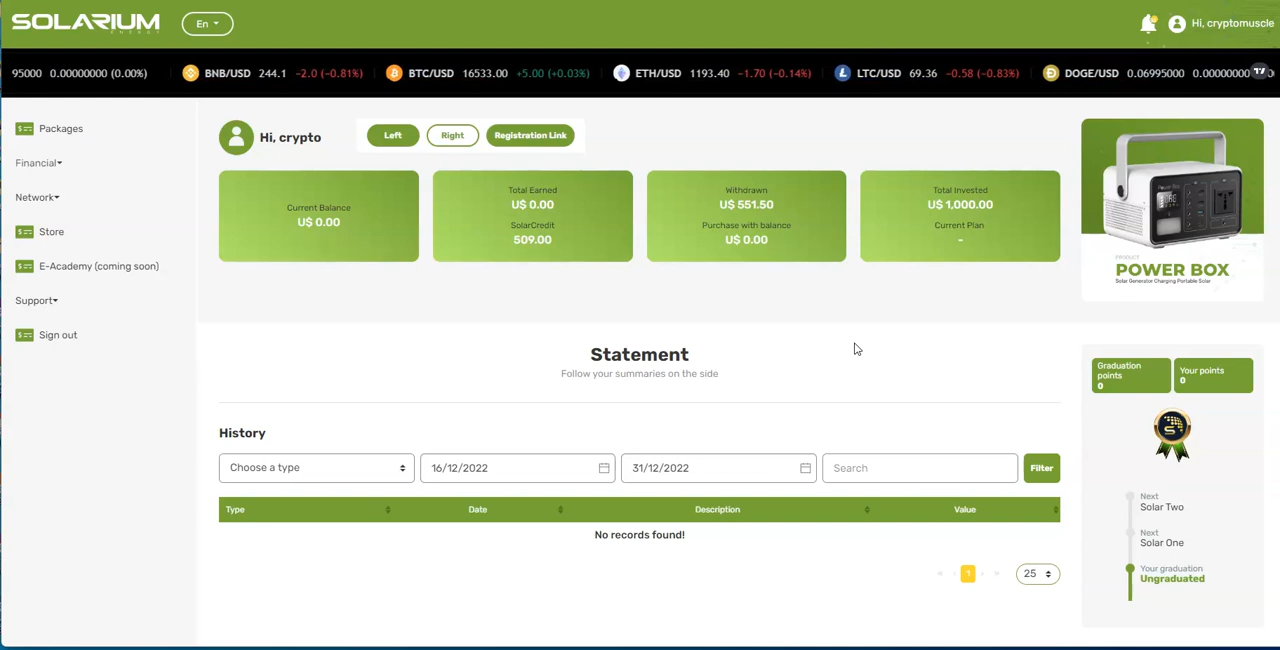 SOLARIUM
ENERGY
En
Hi, cryptomuscle
95000 0.00000000 (0.00%)
BNB/USD 244.1 -2.0 (-0.81%)
BTC/USD 16533.00 +5.00 (+0.03%)
ETH/USD 1193.40 -1.70 (-0.14%)
LTC/USD 69.36 -0.58 (-0.83%)
DOGE/USD 0.06995000 0.00000000
Packages
Financial
Network
Store
E-Academy (coming soon)
Support
Sign out
Hi, crypto
Left
Right
Registration Link
Current Balance
U$ 0.00
Total Earned
U$ 0.00
SolarCredit
509.00
Withdrawn
U$ 551.50
Purchase with balance
U$ 0.00
Total Invested
U$ 1,000.00
Current Plan
-
PRODUCT
POWER BOX
Solar Generator Charging Portable Solar
Statement
Follow your summaries on the side
History
Choose a type
16/12/2022
31/12/2022
Search
Filter
Type Date Description Value
No records found!
« ‹ 1 › »
25
Graduation
points
0
Your points
0
S
Next
Solar Two
Next
Solar One
Your graduation
Ungraduated